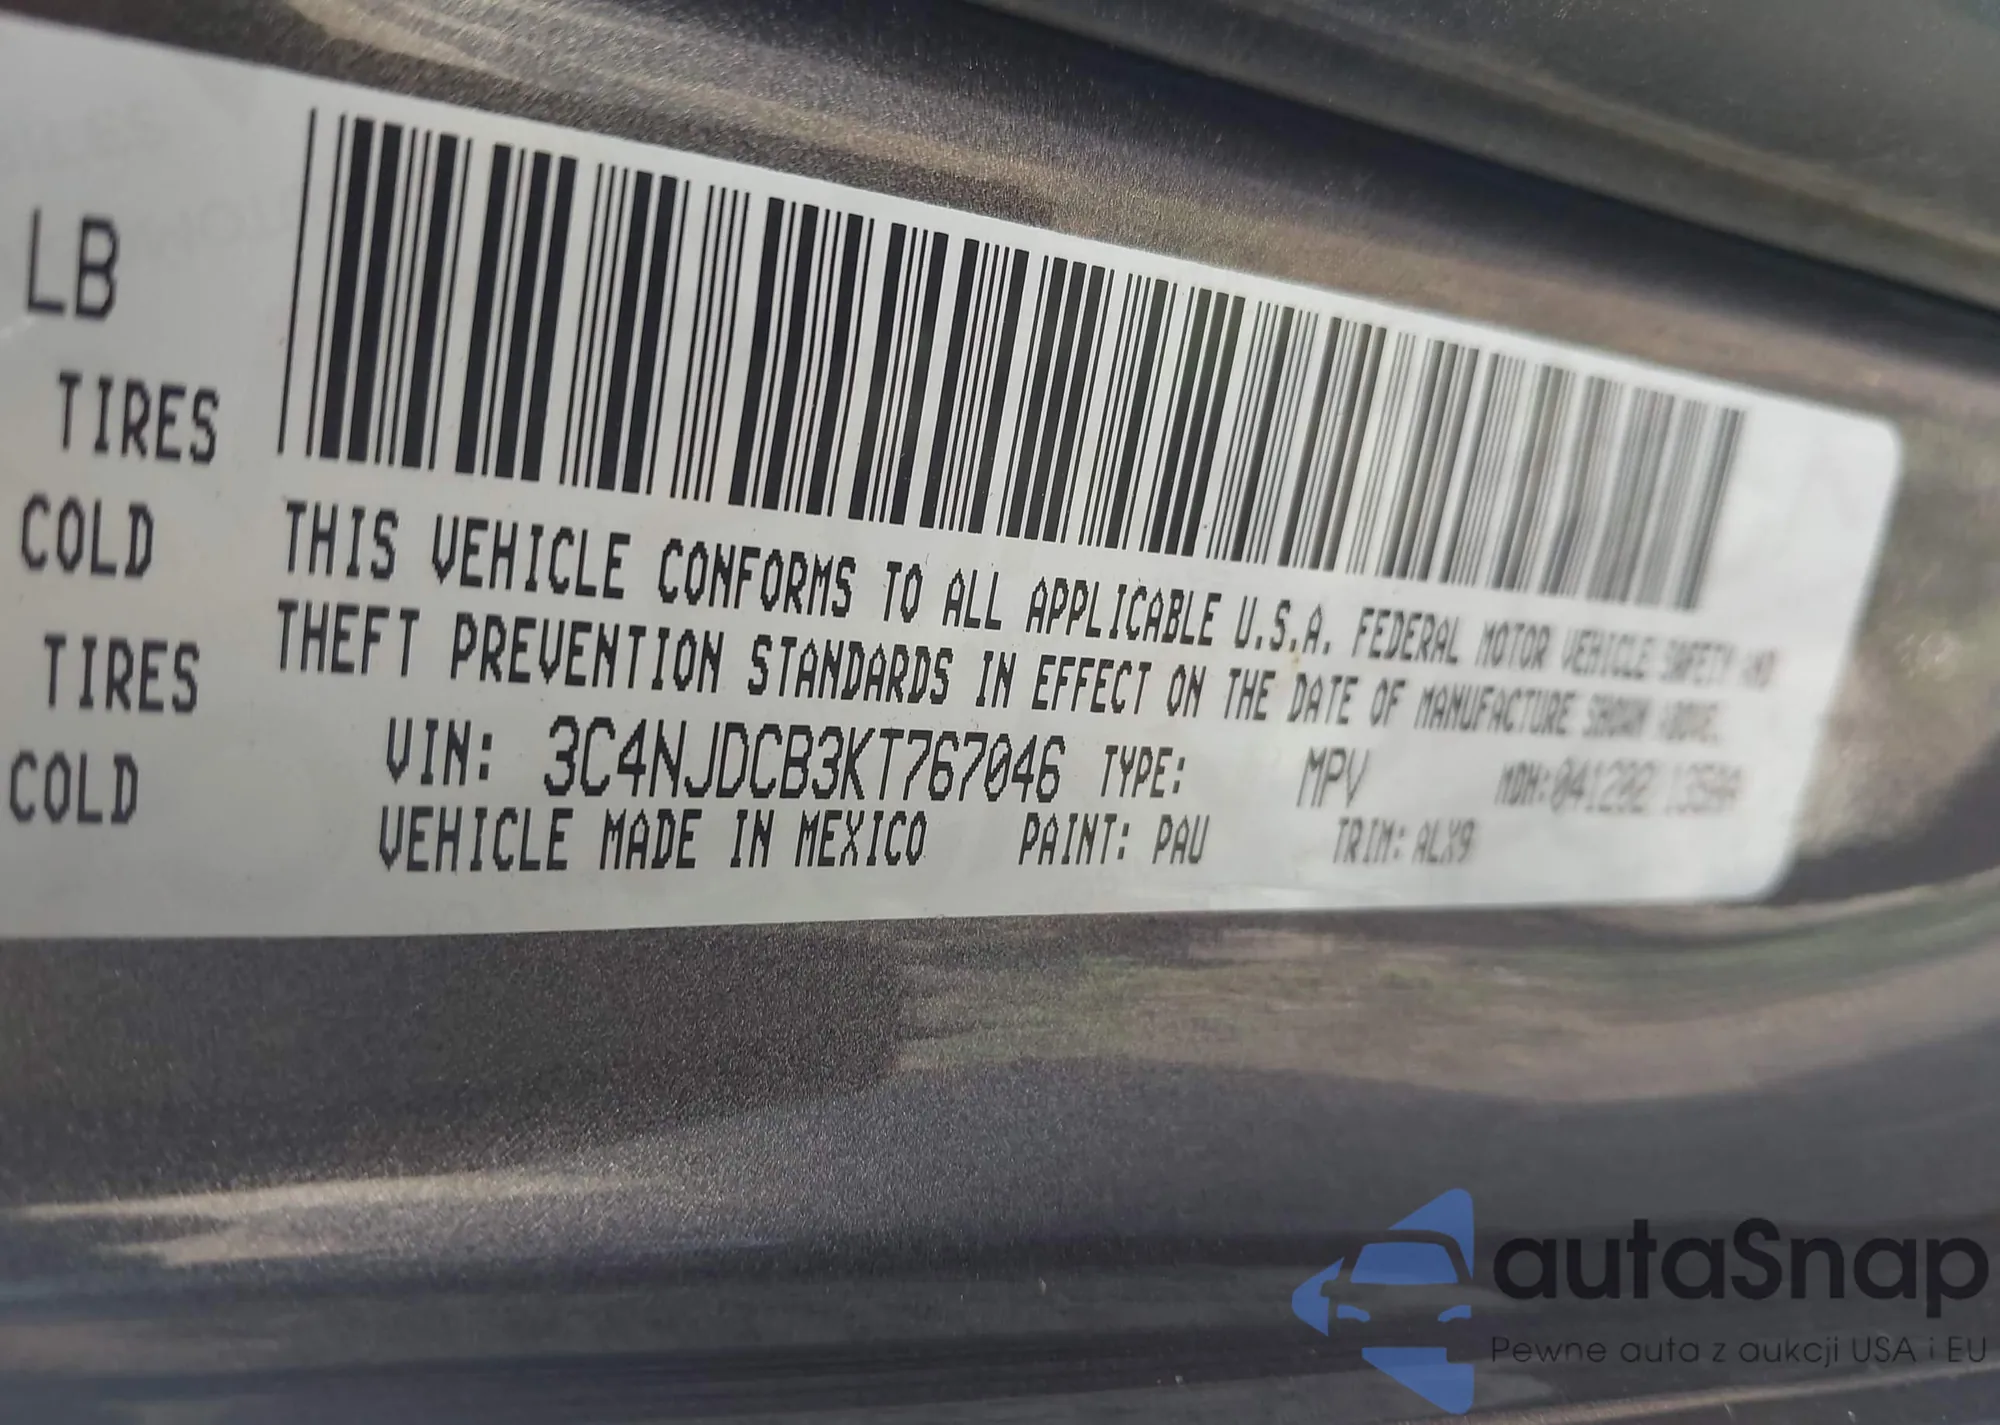 LB
TIRES
COLD
TIRES
COLD
THIS VEHICLE CONFORMS TO ALL APPLICABLE U.S.A. FEDERAL MOTOR VEHICLE SAFETY AND
THEFT PREVENTION STANDARDS IN EFFECT ON THE DATE OF MANUFACTURE SHOWN ABOVE.
VIN: 3C4NJDCB3KT767046 TYPE: MPV MDH:
VEHICLE MADE IN MEXICO PAINT: PAU TRIM: ALX9
autaSnap
Pewne auta z aukcji USA i EU